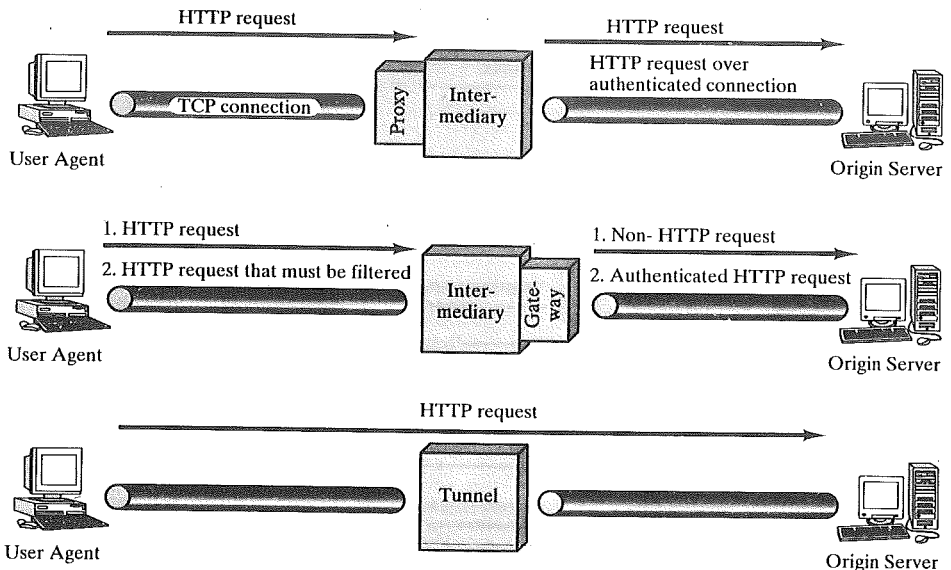 HTTP request
HTTP request
HTTP request over
authenticated connection
TCP connection
Proxy
Inter-
mediary
User Agent
Origin Server
1. HTTP request
1. Non- HTTP request
2. HTTP request that must be filtered
2. Authenticated HTTP request
Inter-
mediary
Gate-
way
User Agent
Origin Server
HTTP request
Tunnel
User Agent
Origin Server